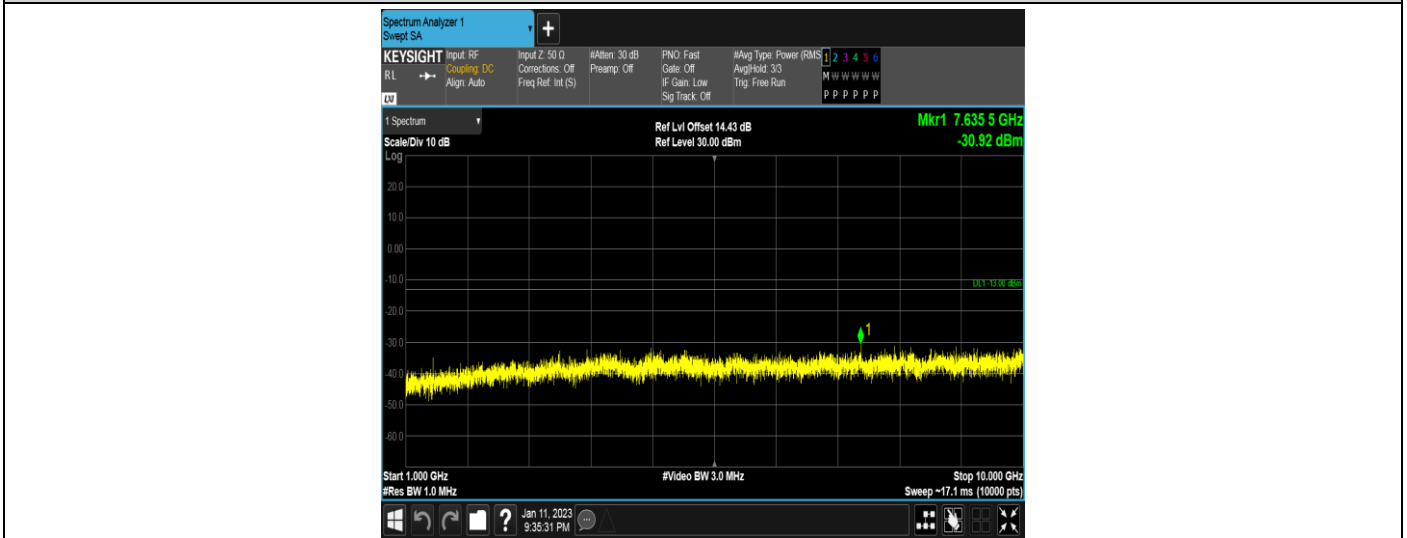 Spectrum Analyzer 1
Swept SA
+
KEYSIGHT Input: RF Input Z: 50 Ω #Atten: 30 dB PNO: Fast #Avg Type: Power (RMS 1 2 3 4 5 6
RL Coupling: DC Corrections: Off Preamp: Off Gate: Off Avg|Hold: 3/3 M W W W W W
Align: Auto Freq Ref: Int (S) IF Gain: Low Trig: Free Run
Sig Track: Off P P P P P P
LXI
1 Spectrum
Ref Lvl Offset 14.43 dB Mkr1 7.635 5 GHz
Scale/Div 10 dB Ref Level 30.00 dBm -30.92 dBm
Log
20.0
10.0
0.00
-10.0
DL1 -13.00 dBm
-20.0
1
-30.0
-40.0
-50.0
-60.0
Start 1.000 GHz #Video BW 3.0 MHz Stop 10.000 GHz
#Res BW 1.0 MHz Sweep ~17.1 ms (10000 pts)
? Jan 11, 2023
9:35:31 PM